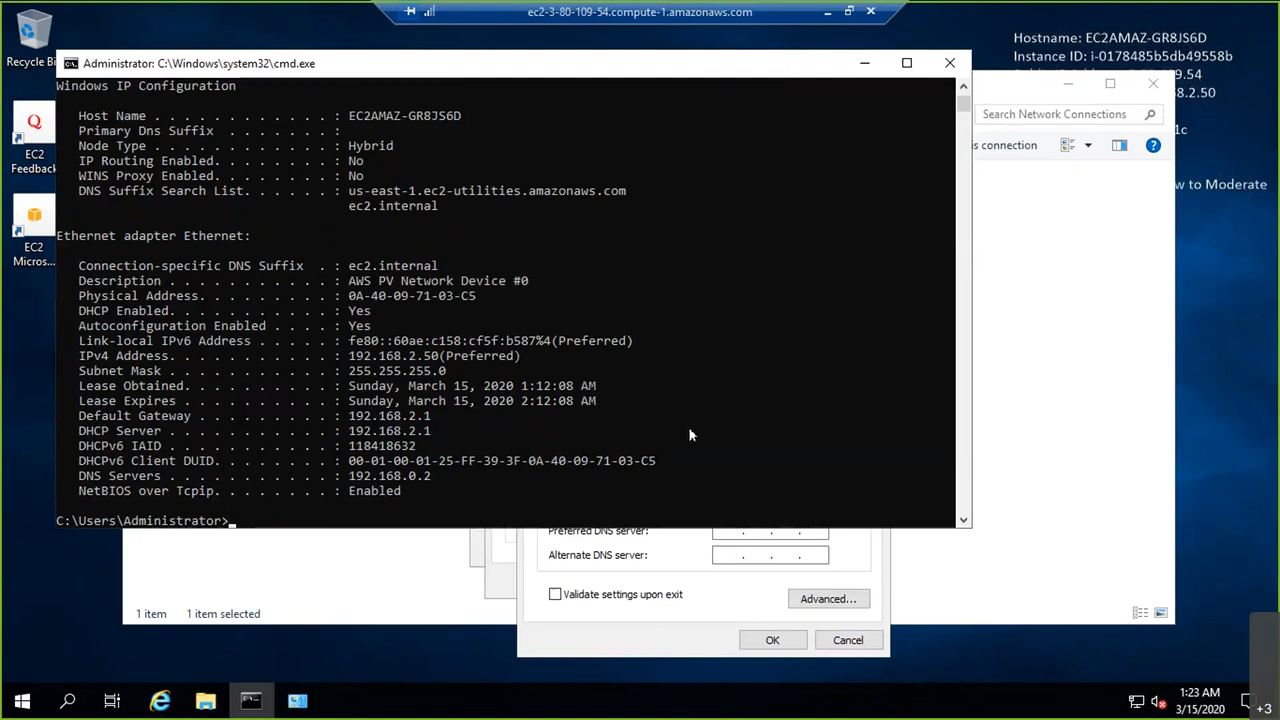 ec2-3-80-109-54.compute-1.amazonaws.com
Recycle Bi
Hostname: EC2AMAZ-GR8JS6D
Instance ID: i-0178485b5db49558b
9.54
8.2.50
1c
ow to Moderate
Administrator: C:\Windows\system32\cmd.exe
Windows IP Configuration
Host Name . . . . . . . . . . . . : EC2AMAZ-GR8JS6D
Primary Dns Suffix . . . . . . . :
Node Type . . . . . . . . . . . . : Hybrid
IP Routing Enabled. . . . . . . . : No
WINS Proxy Enabled. . . . . . . . : No
DNS Suffix Search List. . . . . . : us-east-1.ec2-utilities.amazonaws.com
ec2.internal
Ethernet adapter Ethernet:
Connection-specific DNS Suffix . : ec2.internal
Description . . . . . . . . . . . : AWS PV Network Device #0
Physical Address. . . . . . . . . : 0A-40-09-71-03-C5
DHCP Enabled. . . . . . . . . . . : Yes
Autoconfiguration Enabled . . . . : Yes
Link-local IPv6 Address . . . . . : fe80::60ae:c158:cf5f:b587%4(Preferred)
IPv4 Address. . . . . . . . . . . : 192.168.2.50(Preferred)
Subnet Mask . . . . . . . . . . . : 255.255.255.0
Lease Obtained. . . . . . . . . . : Sunday, March 15, 2020 1:12:08 AM
Lease Expires . . . . . . . . . . : Sunday, March 15, 2020 2:12:08 AM
Default Gateway . . . . . . . . . : 192.168.2.1
DHCP Server . . . . . . . . . . . : 192.168.2.1
DHCPv6 IAID . . . . . . . . . . . : 118418632
DHCPv6 Client DUID. . . . . . . . : 00-01-00-01-25-FF-39-3F-0A-40-09-71-03-C5
DNS Servers . . . . . . . . . . . : 192.168.0.2
NetBIOS over Tcpip. . . . . . . . : Enabled
C:\Users\Administrator>
EC2
Feedback
EC2
Micros...
Search Network Connections
s connection
Preferred DNS server: . . .
Alternate DNS server: . . .
Validate settings upon exit
Advanced...
OK Cancel
1 item 1 item selected
1:23 AM
3/15/2020
+3